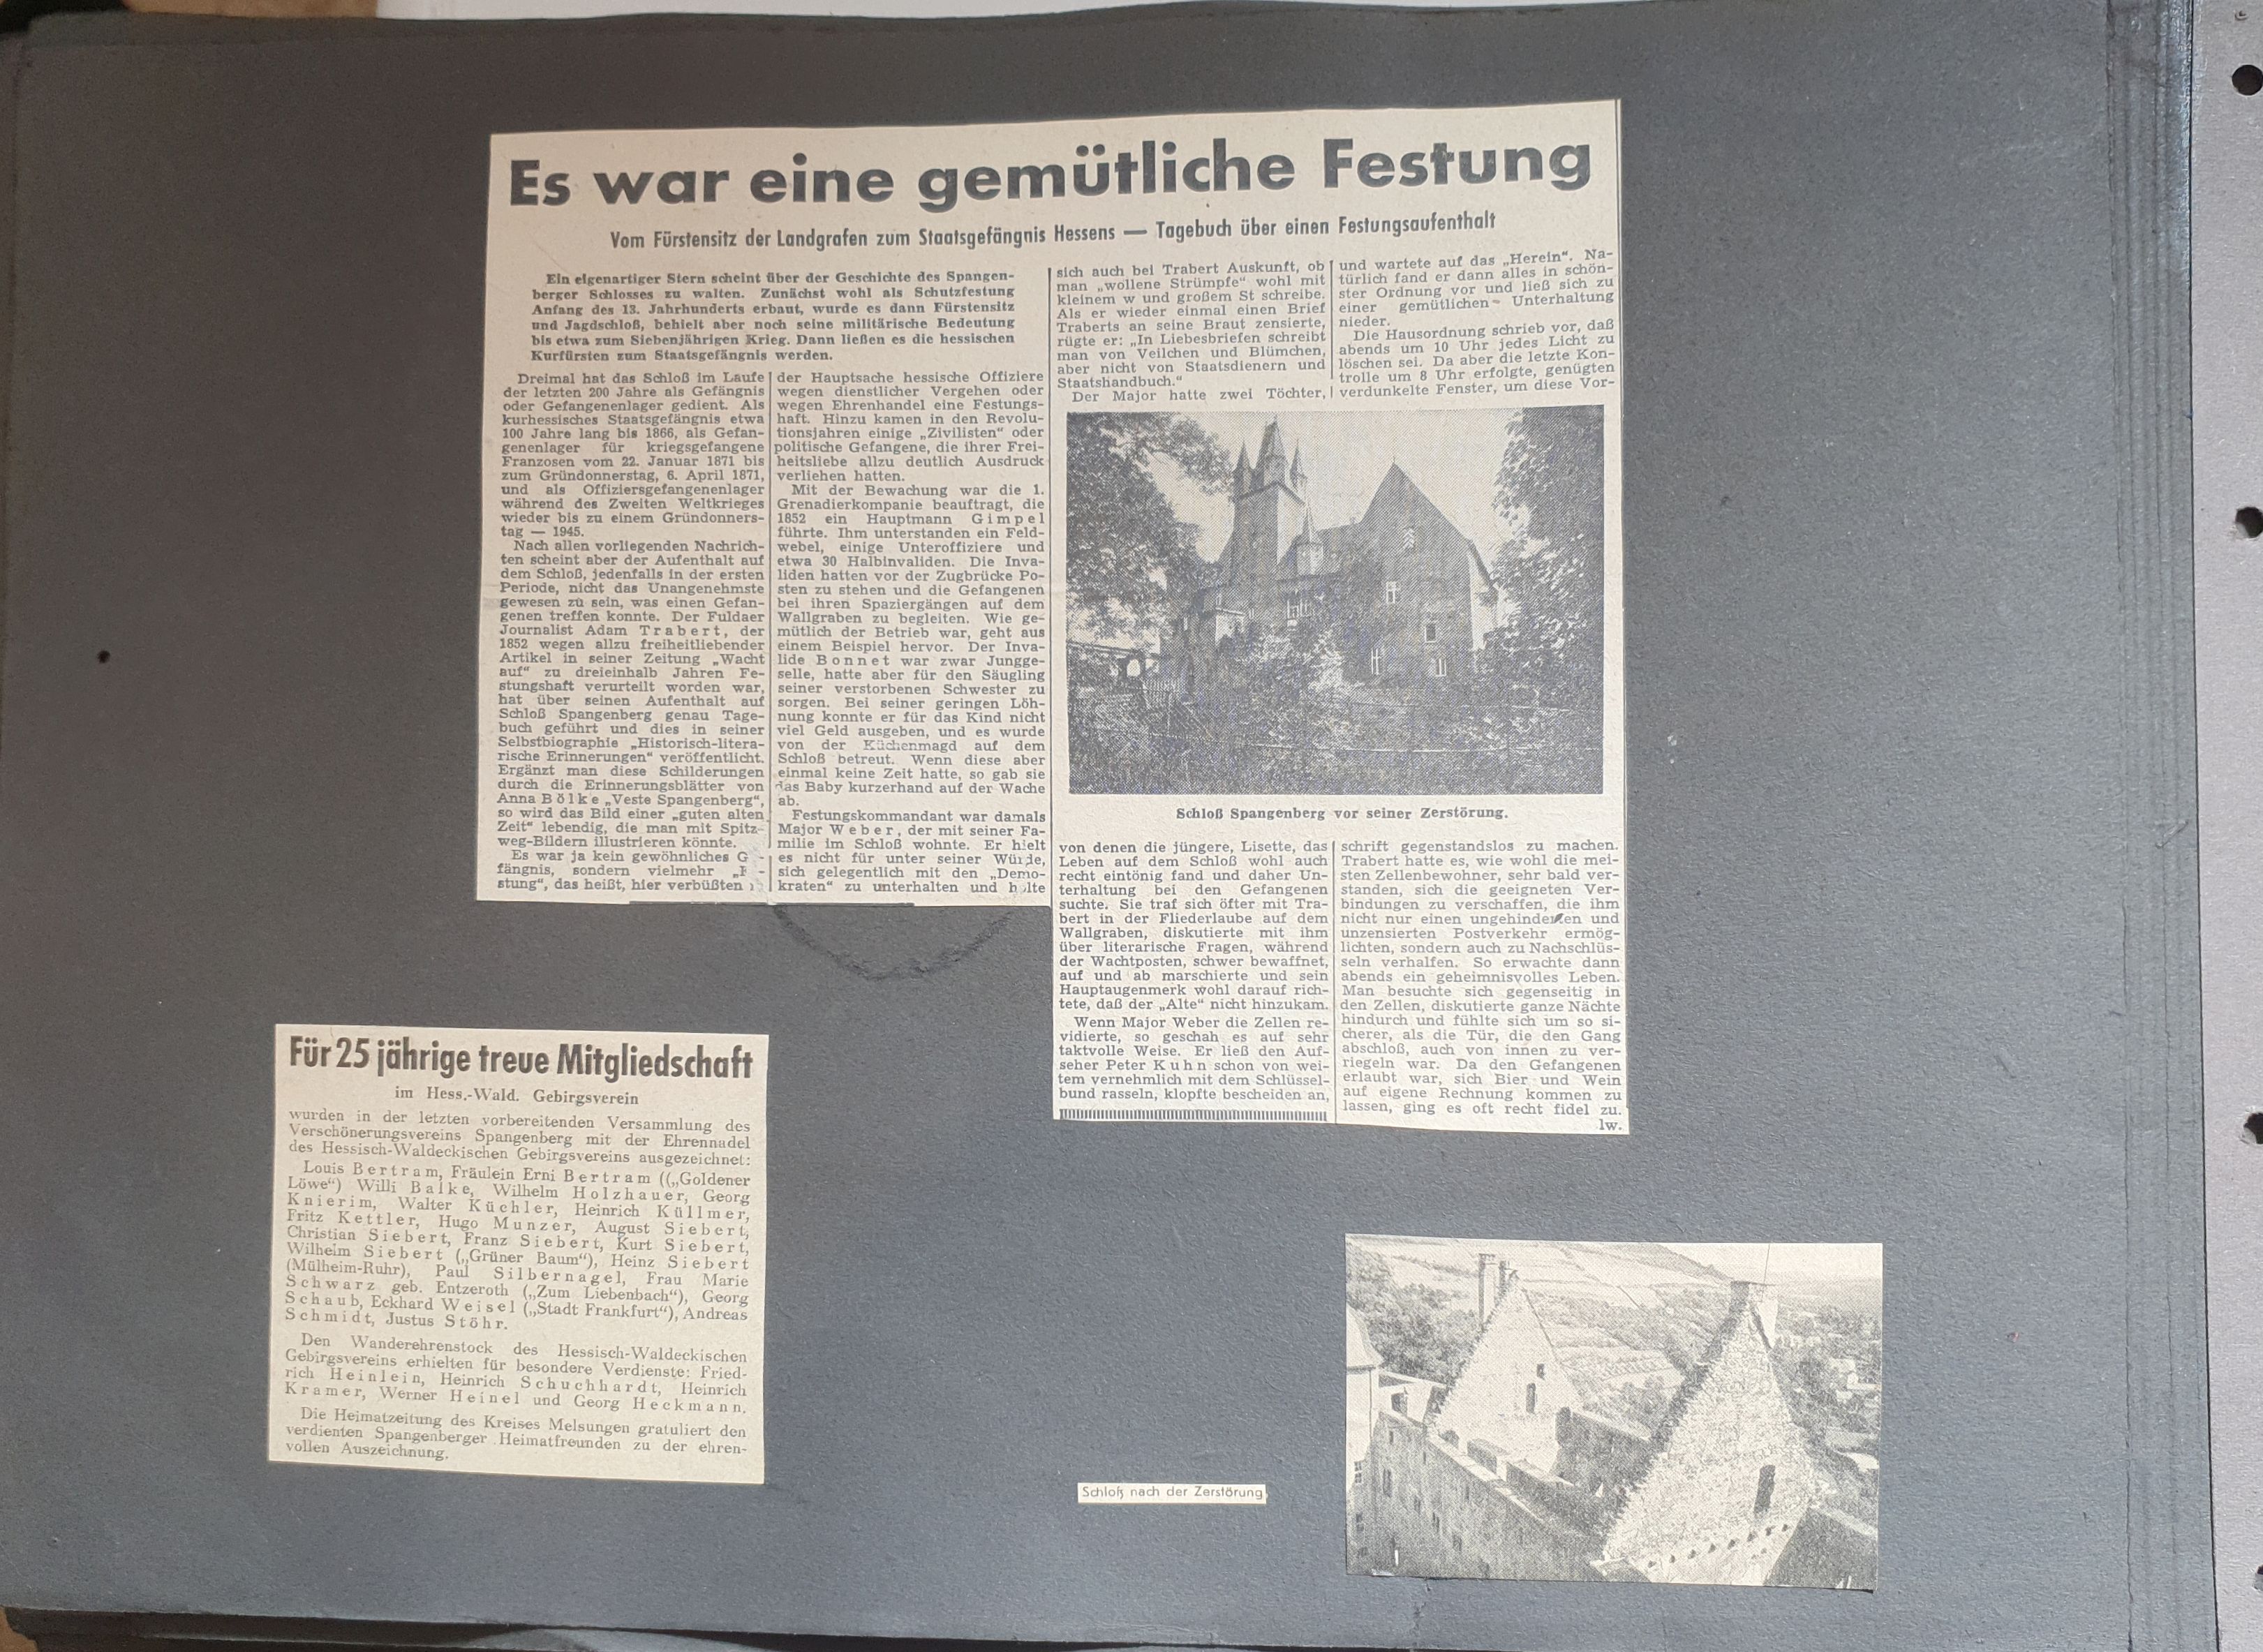 Es war eine gemütliche Festung
Vom Fürstensitz der Landgrafen zum Staatsgefängnis Hessens — Tagebuch über einen Festungsaufenthalt
Ein eigenartiger Stern scheint über der Geschichte des Spangen-
berger Schlosses zu walten. Zunächst wohl als Schutzfestung
Anfang des 13. Jahrhunderts erbaut, wurde es dann Fürstensitz
und Jagdschloß, behielt aber noch seine militärische Bedeutung
bis etwa zum Siebenjährigen Krieg. Dann ließen es die hessischen
Kurfürsten zum Staatsgefängnis werden.
Dreimal hat das Schloß im Laufe
der letzten 200 Jahre als Gefängnis
oder Gefangenenlager gedient. Als
kurhessisches Staatsgefängnis etwa
100 Jahre lang bis 1866, als Gefan-
genenlager für kriegsgefangene
Franzosen vom 22. Januar 1871 bis
zum Gründonnerstag, 6. April 1871,
und als Offiziersgefangenenlager
während des Zweiten Weltkrieges
wieder bis zu einem Gründonners-
tag — 1945.
Nach allen vorliegenden Nachrich-
ten scheint aber der Aufenthalt auf
dem Schloß, jedenfalls in der ersten
Periode, nicht das Unangenehmste
gewesen zu sein, was einen Gefan-
genen treffen konnte. Der Fuldaer
Journalist Adam Trabert, der
1852 wegen allzu freiheitliebender
Artikel in seiner Zeitung „Wacht
auf“ zu dreieinhalb Jahren Fe-
stungshaft verurteilt worden war,
hat über seinen Aufenthalt auf
Schloß Spangenberg genau Tage-
buch geführt und dies in seiner
Selbstbiographie „Historisch-litera-
rische Erinnerungen“ veröffentlicht.
Ergänzt man diese Schilderungen
durch die Erinnerungsblätter von
Anna Bölke „Veste Spangenberg“,
so wird das Bild einer „guten alten
Zeit“ lebendig, die man mit Spitz-
weg-Bildern illustrieren könnte.
Es war ja kein gewöhnliches G -
fängnis, sondern vielmehr „F -
stung“, das heißt, hier verbüßten
der Hauptsache hessische Offiziere
wegen dienstlicher Vergehen oder
wegen Ehrenhandel eine Festungs-
haft. Hinzu kamen in den Revolu-
tionsjahren einige „Zivilisten“ oder
politische Gefangene, die ihrer Frei-
heitsliebe allzu deutlich Ausdruck
verliehen hatten.
Mit der Bewachung war die 1.
Grenadierkompanie beauftragt, die
1852 ein Hauptmann Gimpel
führte. Ihm unterstanden ein Feld-
webel, einige Unteroffiziere und
etwa 30 Halbinvaliden. Die Inva-
liden hatten vor der Zugbrücke Po-
sten zu stehen und die Gefangenen
bei ihren Spaziergängen auf dem
Wallgraben zu begleiten. Wie ge-
mütlich der Betrieb war, geht aus
einem Beispiel hervor. Der Inva-
lide Bonnet war zwar Jungge-
selle, hatte aber für den Säugling
seiner verstorbenen Schwester zu
sorgen. Bei seiner geringen Löh-
nung konnte er für das Kind nicht
viel Geld ausgeben, und es wurde
von der Küchenmagd auf dem
Schloß betreut. Wenn diese aber
einmal keine Zeit hatte, so gab sie
das Baby kurzerhand auf der Wache
ab.
Festungskommandant war damals
Major Weber, der mit seiner Fa-
milie im Schloß wohnte. Er hielt
es nicht für unter seiner Würde,
sich gelegentlich mit den „Demo-
kraten“ zu unterhalten und holte
sich auch bei Trabert Auskunft, ob
man „wollene Strümpfe“ wohl mit
kleinem w und großem St schreibe.
Als er wieder einmal einen Brief
Traberts an seine Braut zensierte,
rügte er: „In Liebesbriefen schreibt
man von Veilchen und Blümchen,
aber nicht von Staatsdienern und
Staatshandbuch.“
Der Major hatte zwei Töchter,
Schloß Spangenberg vor seiner Zerstörung.
von denen die jüngere, Lisette, das
Leben auf dem Schloß wohl auch
recht eintönig fand und daher Un-
terhaltung bei den Gefangenen
suchte. Sie traf sich öfter mit Tra-
bert in der Fliederlaube auf dem
Wallgraben, diskutierte mit ihm
über literarische Fragen, während
der Wachtposten, schwer bewaffnet,
auf und ab marschierte und sein
Hauptaugenmerk wohl darauf rich-
tete, daß der „Alte“ nicht hinzukam.
Wenn Major Weber die Zellen re-
vidierte, so geschah es auf sehr
taktvolle Weise. Er ließ den Auf-
seher Peter Kuhn schon von wei-
tem vernehmlich mit dem Schlüssel-
bund rasseln, klopfte bescheiden an,
und wartete auf das „Herein“. Na-
türlich fand er dann alles in schön-
ster Ordnung vor und ließ sich zu
einer gemütlichen Unterhaltung
nieder.
Die Hausordnung schrieb vor, daß
abends um 10 Uhr jedes Licht zu
löschen sei. Da aber die letzte Kon-
trolle um 8 Uhr erfolgte, genügten
verdunkelte Fenster, um diese Vor-
schrift gegenstandslos zu machen.
Trabert hatte es, wie wohl die mei-
sten Zellenbewohner, sehr bald ver-
standen, sich die geeigneten Ver-
bindungen zu verschaffen, die ihm
nicht nur einen ungehinderten und
unzensierten Postverkehr ermög-
lichten, sondern auch zu Nachschlüs-
seln verhalfen. So erwachte dann
abends ein geheimnisvolles Leben.
Man besuchte sich gegenseitig in
den Zellen, diskutierte ganze Nächte
hindurch und fühlte sich um so si-
cherer, als die Tür, die den Gang
abschloß, auch von innen zu ver-
riegeln war. Da den Gefangenen
erlaubt war, sich Bier und Wein
auf eigene Rechnung kommen zu
lassen, ging es oft recht fidel zu.
lw.
Für 25 jährige treue Mitgliedschaft
im Hess.-Wald. Gebirgsverein
wurden in der letzten vorbereitenden Versammlung des
Verschönerungsvereins Spangenberg mit der Ehrennadel
des Hessisch-Waldeckischen Gebirgsvereins ausgezeichnet:
Louis Bertram, Fräulein Erni Bertram ((„Goldener
Löwe“) Willi Balke, Wilhelm Holzhauer, Georg
Knierim, Walter Küchler, Heinrich Küllmer,
Fritz Kettler, Hugo Munzer, August Siebert,
Christian Siebert, Franz Siebert, Kurt Siebert,
Wilhelm Siebert („Grüner Baum“), Heinz Siebert
(Mülheim-Ruhr), Paul Silbernagel, Frau Marie
Schwarz geb. Entzeroth („Zum Liebenbach“), Georg
Schaub, Eckhard Weisel („Stadt Frankfurt“), Andreas
Schmidt, Justus Stöhr.
Den Wanderehrenstock des Hessisch-Waldeckischen
Gebirgsvereins erhielten für besondere Verdienste: Fried-
rich Heinlein, Heinrich Schuchhardt, Heinrich
Kramer, Werner Heinel und Georg Heckmann.
Die Heimatzeitung des Kreises Melsungen gratuliert den
verdienten Spangenberger Heimatfreunden zu der ehren-
vollen Auszeichnung.
Schloß nach der Zerstörung